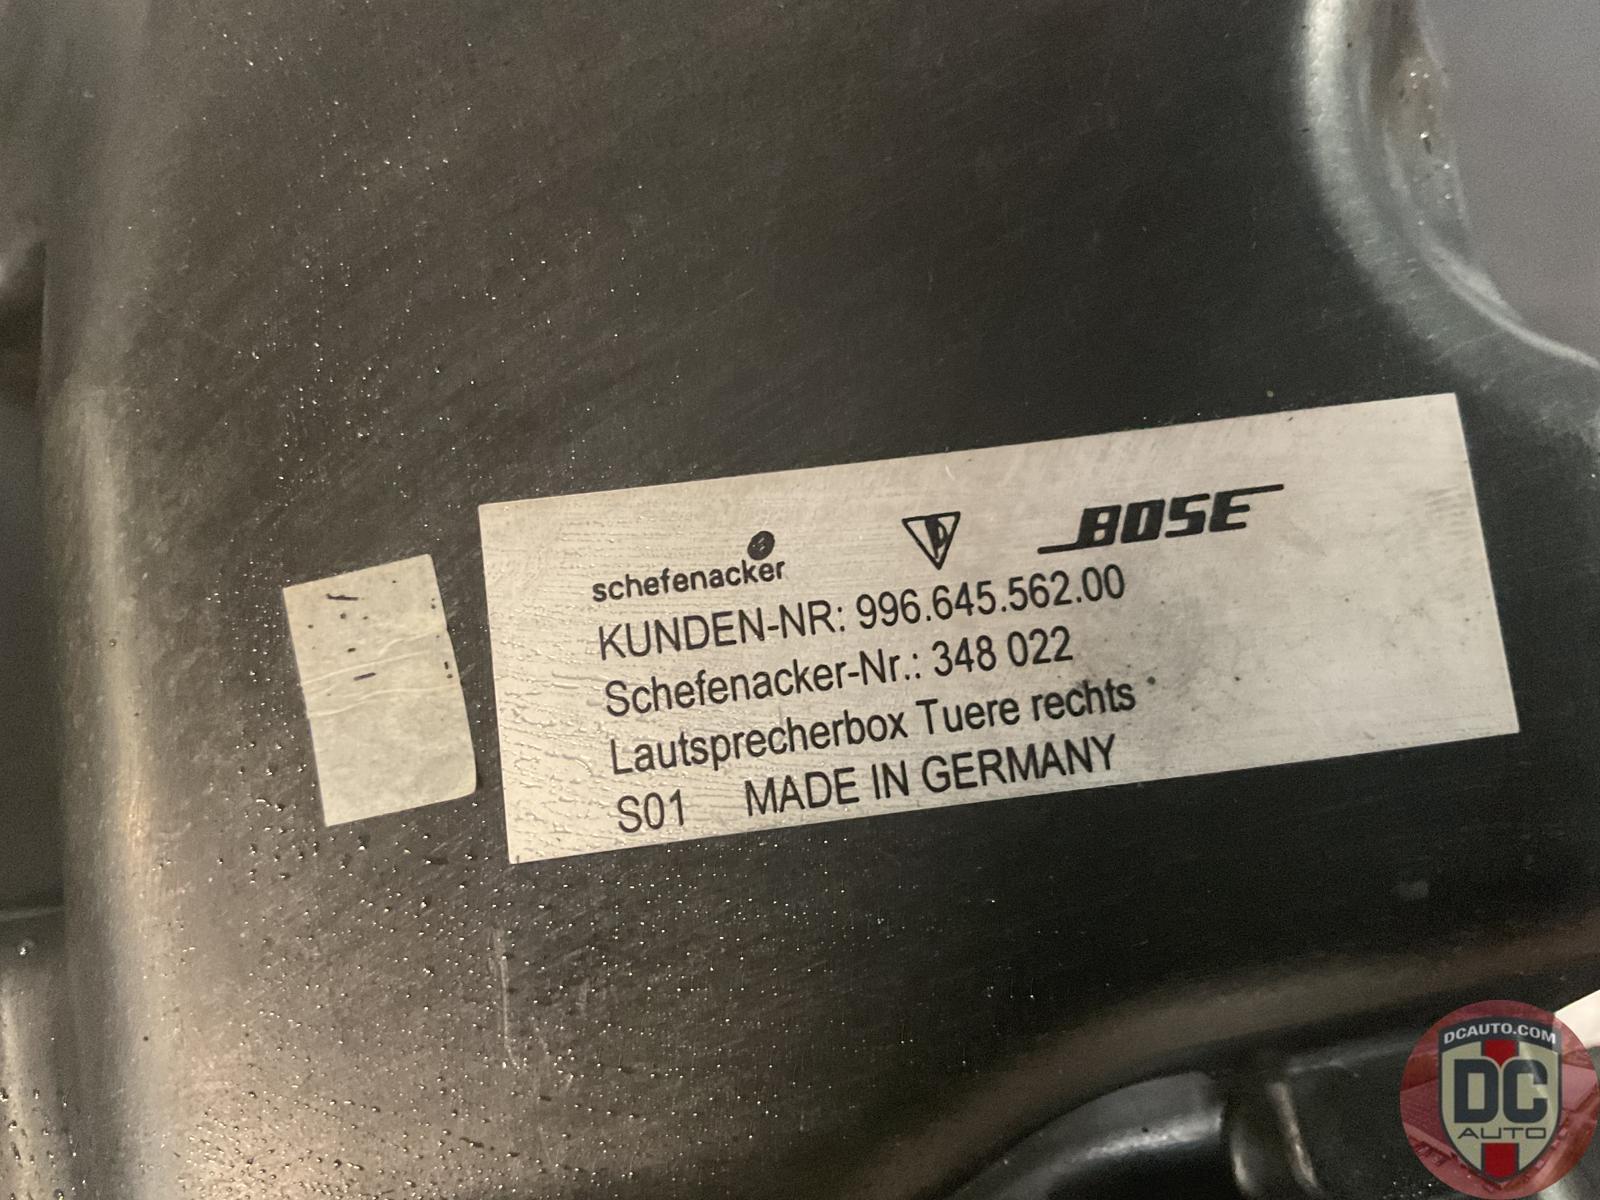 schefenacker
BOSE
KUNDEN-NR: 996.645.562.00
Schefenacker-Nr.: 348 022
Lautsprecherbox Tuere rechts
S01 MADE IN GERMANY
DCAUTO.COM
DC
AUTO